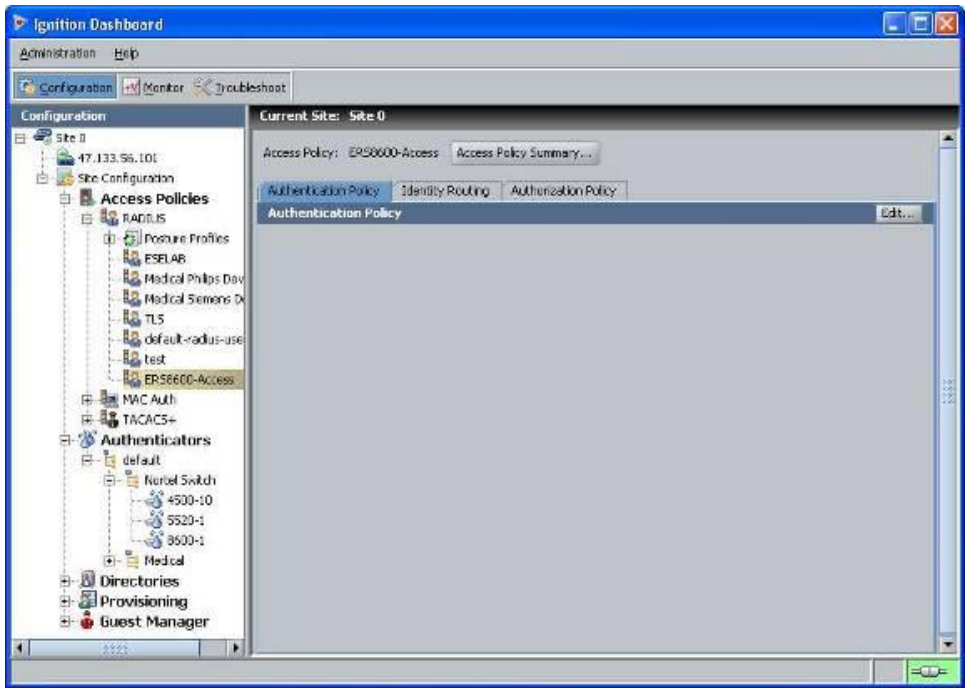 Ignition Dashboard
Administration Help
Configuration Monitor Troubleshoot
Configuration
Current Site: Site 0
Site 0
47.133.56.101
Site Configuration
Access Policies
RADIUS
Posture Profiles
ESELAB
Medical Philips Dev
Medical Siemens De
TLS
default-radius-use
test
ERS8600-Access
MAC Auth
TACACS+
Authenticators
default
Nortel Switch
4500-10
5520-1
8600-1
Medical
Directories
Provisioning
Guest Manager
Access Policy: ERS8600-Access Access Policy Summary...
Authentication Policy Identity Routing Authorization Policy
Authentication Policy Edit...